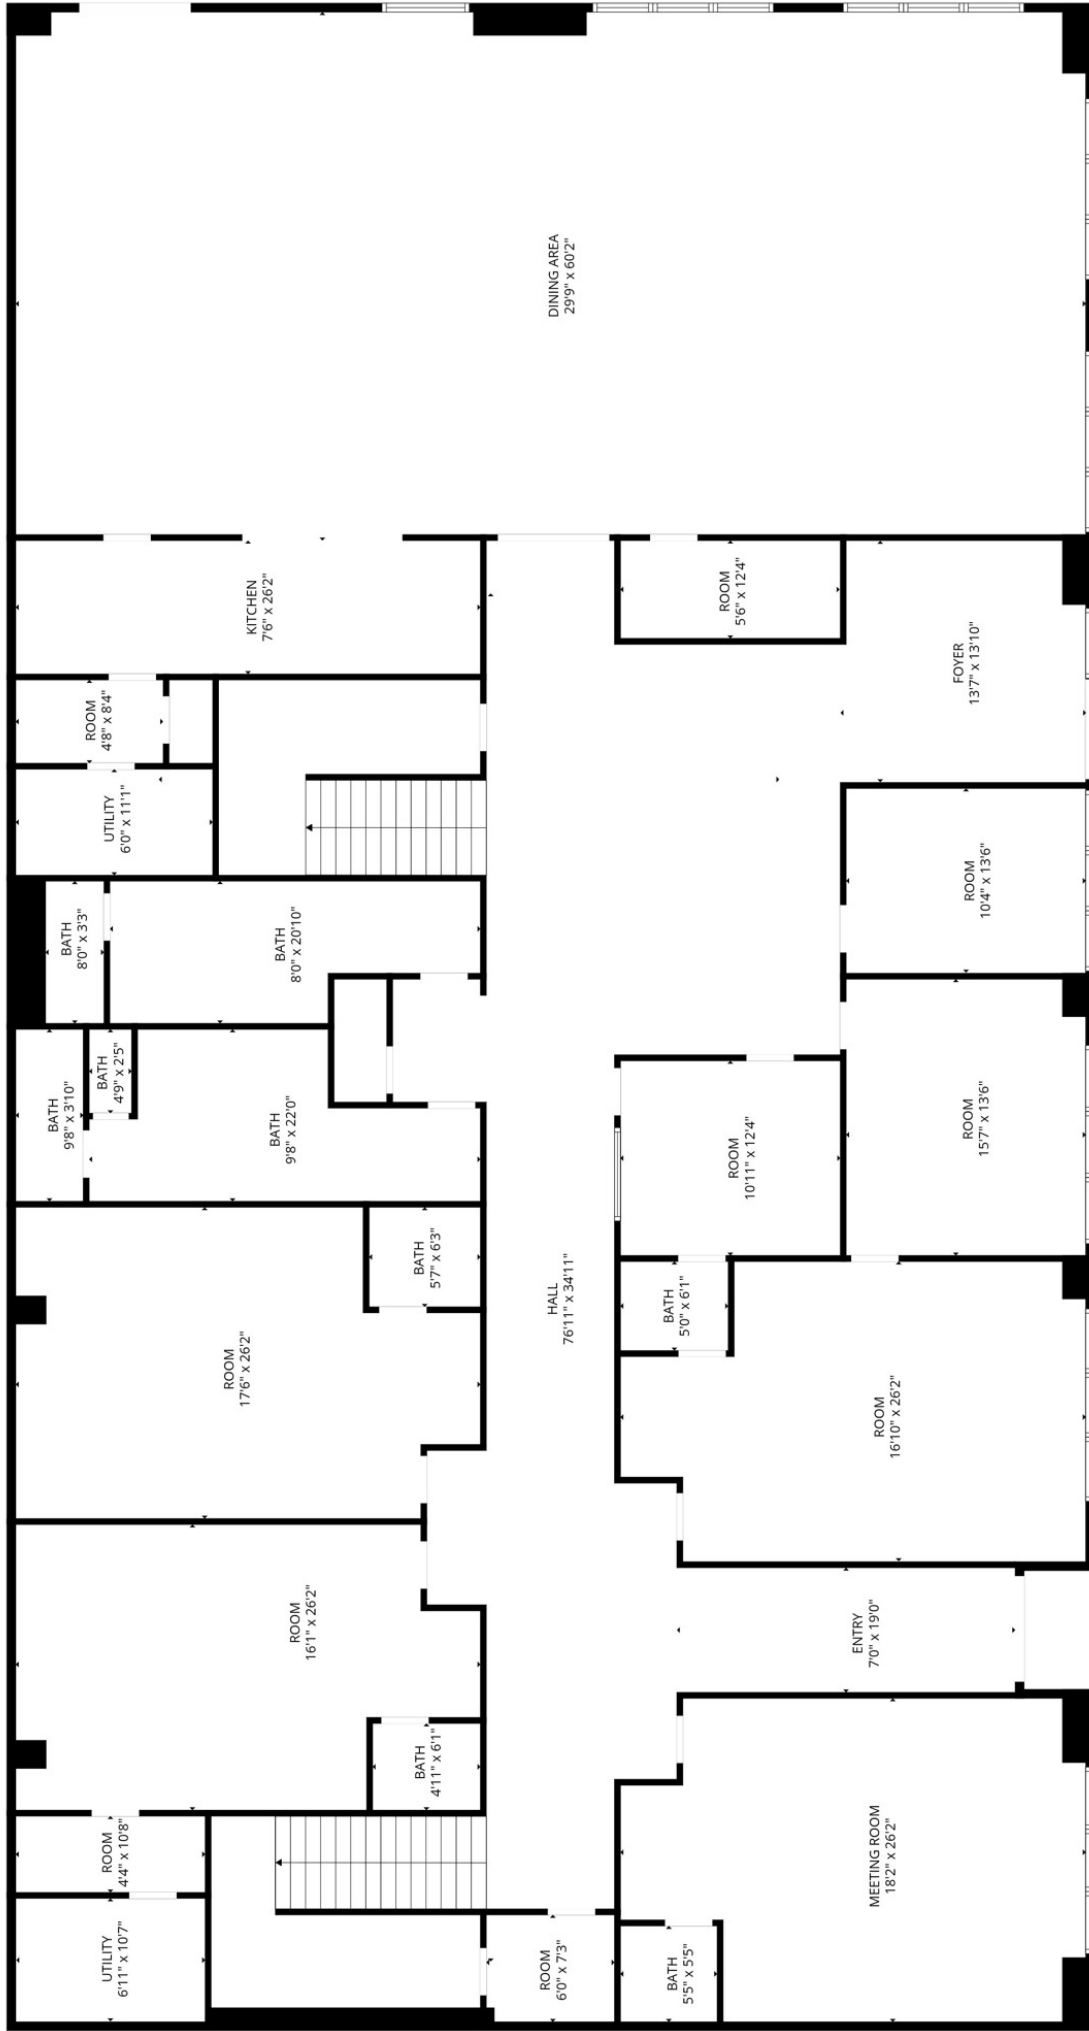 DINING AREA
29'9" x 60'2"
KITCHEN
7'6" x 26'2"
ROOM
5'6" x 12'4"
FOYER
13'7" x 13'10"
ROOM
4'8" x 8'4"
UTILITY
6'0" x 11'1"
ROOM
10'4" x 13'6"
BATH
8'0" x 3'3"
BATH
8'0" x 20'10"
BATH
9'8" x 3'10"
BATH
4'9" x 2'5"
BATH
9'8" x 22'0"
ROOM
10'11" x 12'4"
ROOM
15'7" x 13'6"
BATH
5'7" x 6'3"
HALL
76'11" x 34'11"
BATH
5'0" x 6'1"
ROOM
17'6" x 26'2"
ROOM
16'10" x 26'2"
ROOM
16'1" x 26'2"
ENTRY
7'0" x 19'0"
BATH
4'11" x 6'1"
ROOM
4'4" x 10'8"
MEETING ROOM
18'2" x 26'2"
UTILITY
6'11" x 10'7"
ROOM
6'0" x 7'3"
BATH
5'5" x 5'5"